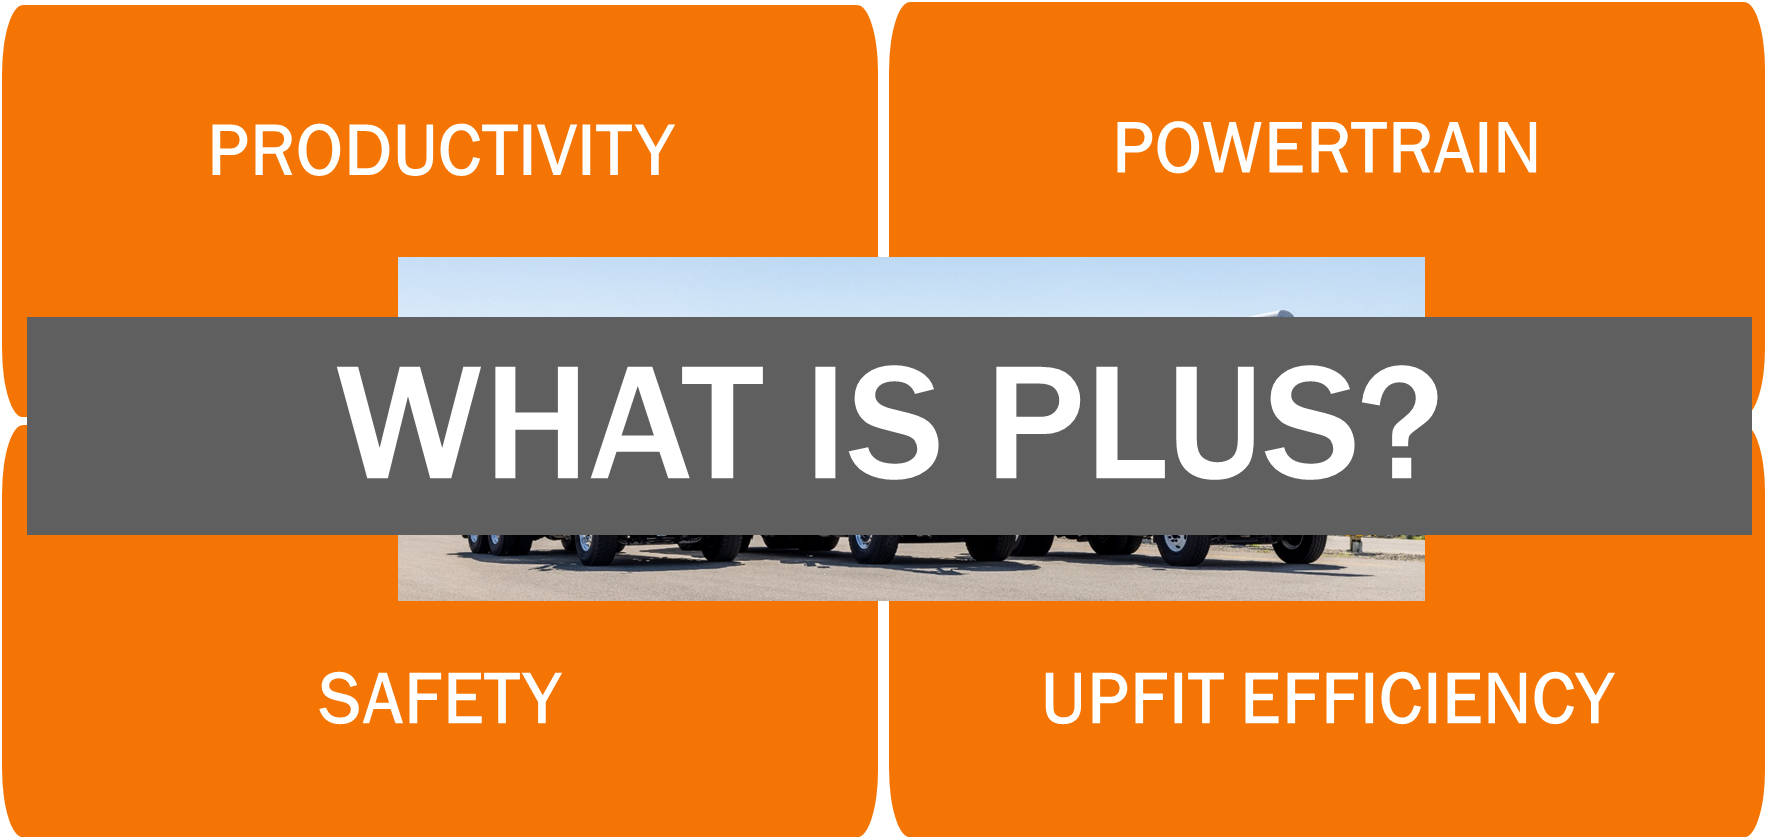 PRODUCTIVITY
POWERTRAIN
WHAT IS PLUS?
SAFETY
UPFIT EFFICIENCY